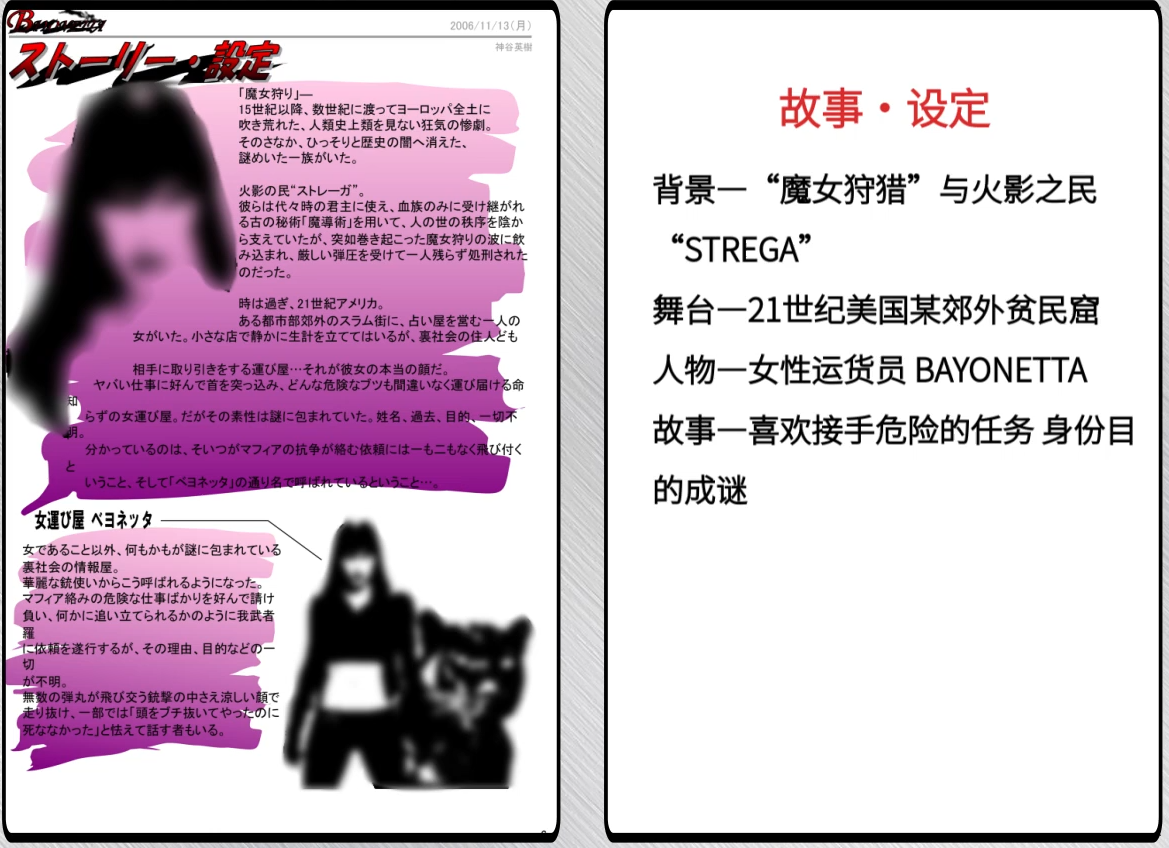 Bayonetta
2006/11/13(月)
神谷英樹
ストーリー・設定
「魔女狩り」―
15世紀以降、数世紀に渡ってヨーロッパ全土に
吹き荒れた、人類史上類を見ない狂気の惨劇。
そのさなか、ひっそりと歴史の闇へ消えた、
謎めいた一族がいた。
火影の民“ストレーガ”。
彼らは代々時の君主に使え、血族のみに受け継がれ
る古の秘術「魔導術」を用いて、人の世の秩序を陰か
ら支えていたが、突如巻き起こった魔女狩りの波に飲
み込まれ、厳しい弾圧を受けて一人残らず処刑された
のだった。
時は過ぎ、21世紀アメリカ。
ある都市部郊外のスラム街に、占い屋を営む一人の
女がいた。小さな店で静かに生計を立ててはいるが、裏社会の住人ども
相手に取り引きをする運び屋…それが彼女の本当の顔だ。
ヤバい仕事に好んで首を突っ込み、どんな危険なブツも間違いなく運び届ける命
知
らずの女運び屋。だがその素性は謎に包まれていた。姓名、過去、目的、一切不
明。
分かっているのは、そいつがマフィアの抗争が絡む依頼には一も二もなく飛び付く
と
いうこと、そして「ベヨネッタ」の通り名で呼ばれているということ…。
女運び屋 ベヨネッタ
女であること以外、何もかもが謎に包まれている
裏社会の情報屋。
華麗な銃使いからこう呼ばれるようになった。
マフィア絡みの危険な仕事ばかりを好んで請け
負い、何かに追い立てられるかのように我武者
羅
に依頼を遂行するが、その理由、目的などの一
切
が不明。
無数の弾丸が飛び交う銃撃の中さえ涼しい顔で
走り抜け、一部では「頭をブチ抜いてやったのに
死ななかった」と怯えて話す者もいる。
故事・设定
背景—“魔女狩猎”与火影之民
“STREGA”
舞台—21世纪美国某郊外贫民窟
人物—女性运货员 BAYONETTA
故事—喜欢接手危险的任务 身份目
的成谜